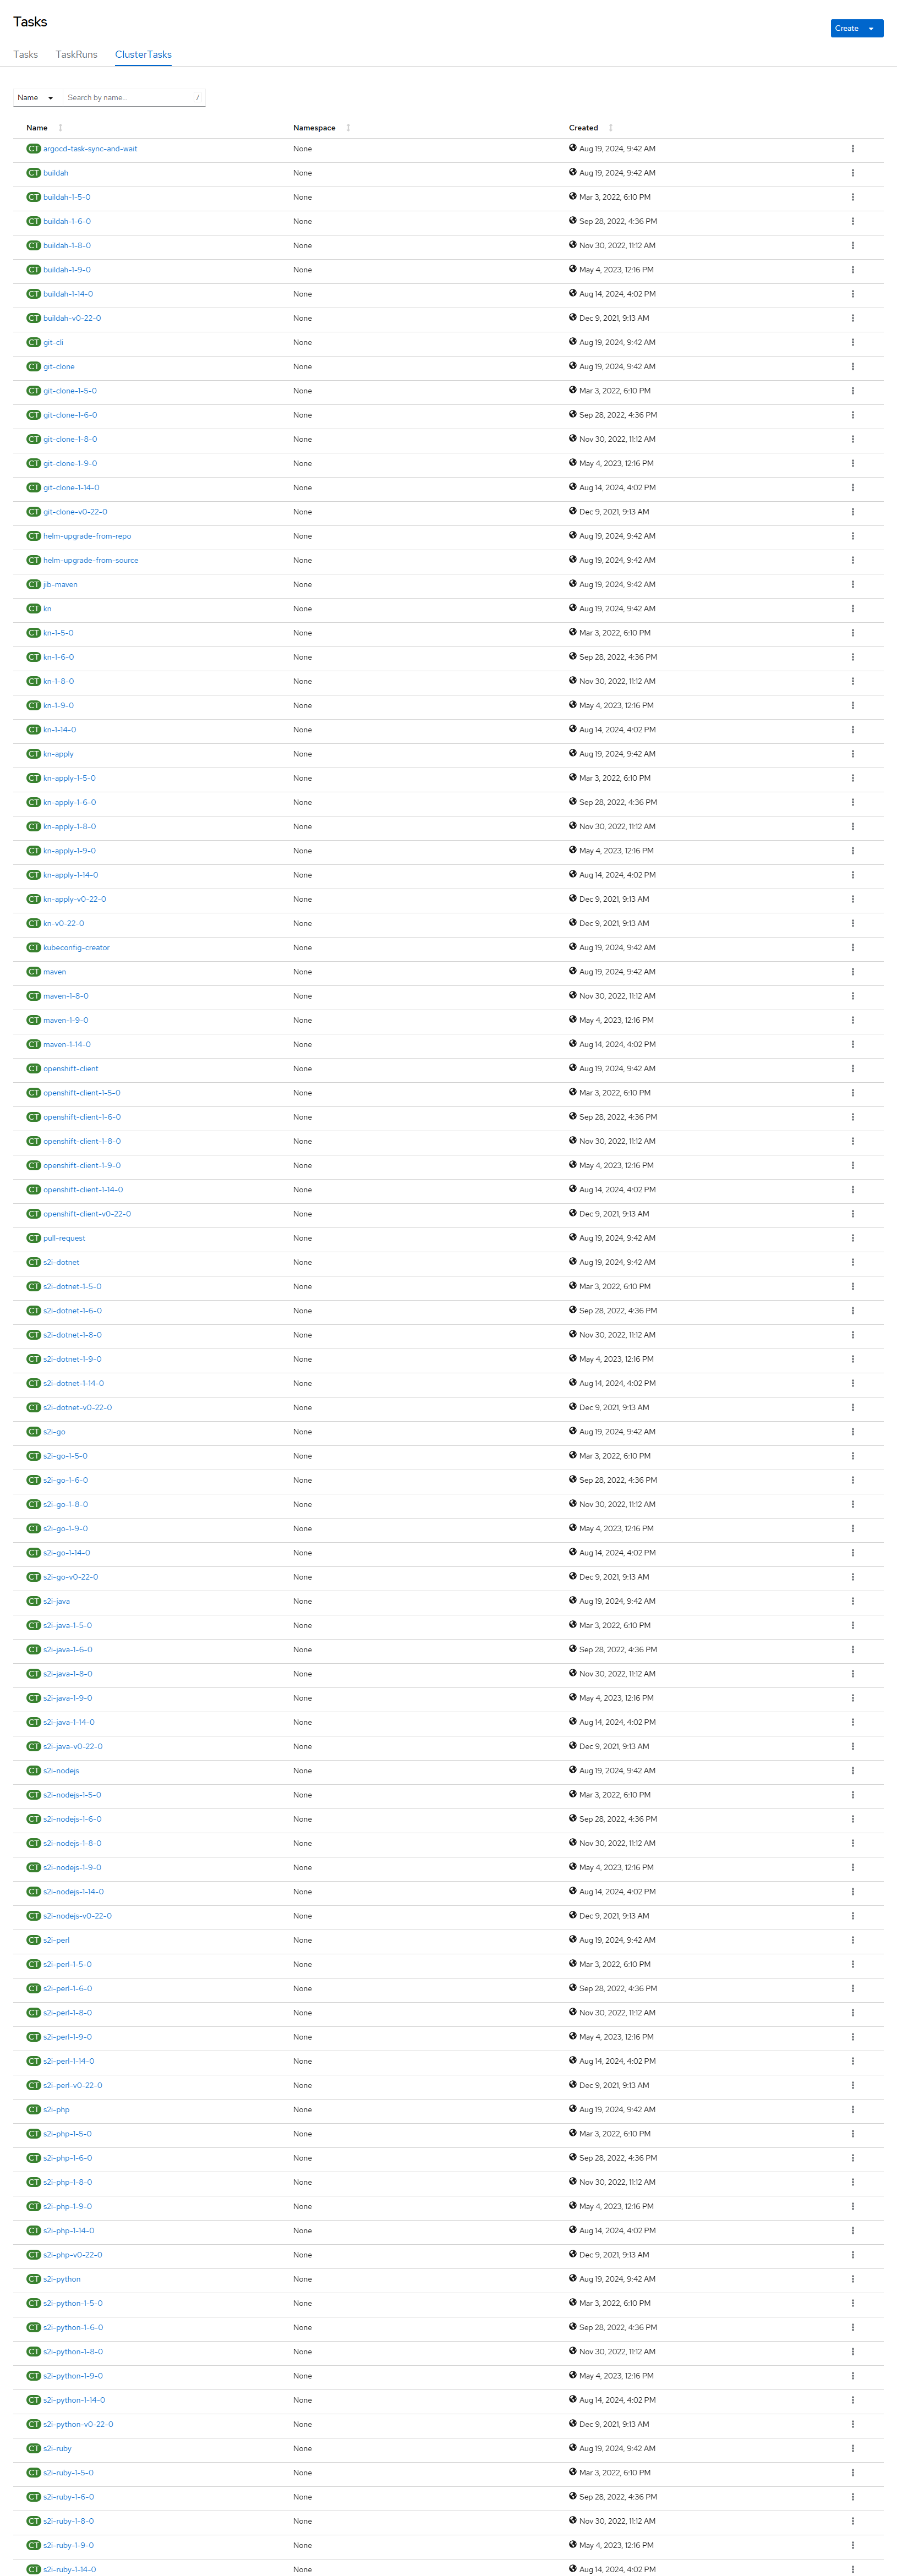 Tasks
Create
Tasks TaskRuns ClusterTasks
Name Search by name... /
Name Namespace Created
CT argocd-task-sync-and-wait None Aug 19, 2024, 9:42 AM
CT buildah None Aug 19, 2024, 9:42 AM
CT buildah-1-5-0 None Mar 3, 2022, 6:10 PM
CT buildah-1-6-0 None Sep 28, 2022, 4:36 PM
CT buildah-1-8-0 None Nov 30, 2022, 11:12 AM
CT buildah-1-9-0 None May 4, 2023, 12:16 PM
CT buildah-1-14-0 None Aug 14, 2024, 4:02 PM
CT buildah-v0-22-0 None Dec 9, 2021, 9:13 AM
CT git-cli None Aug 19, 2024, 9:42 AM
CT git-clone None Aug 19, 2024, 9:42 AM
CT git-clone-1-5-0 None Mar 3, 2022, 6:10 PM
CT git-clone-1-6-0 None Sep 28, 2022, 4:36 PM
CT git-clone-1-8-0 None Nov 30, 2022, 11:12 AM
CT git-clone-1-9-0 None May 4, 2023, 12:16 PM
CT git-clone-1-14-0 None Aug 14, 2024, 4:02 PM
CT git-clone-v0-22-0 None Dec 9, 2021, 9:13 AM
CT helm-upgrade-from-repo None Aug 19, 2024, 9:42 AM
CT helm-upgrade-from-source None Aug 19, 2024, 9:42 AM
CT jib-maven None Aug 19, 2024, 9:42 AM
CT kn None Aug 19, 2024, 9:42 AM
CT kn-1-5-0 None Mar 3, 2022, 6:10 PM
CT kn-1-6-0 None Sep 28, 2022, 4:36 PM
CT kn-1-8-0 None Nov 30, 2022, 11:12 AM
CT kn-1-9-0 None May 4, 2023, 12:16 PM
CT kn-1-14-0 None Aug 14, 2024, 4:02 PM
CT kn-apply None Aug 19, 2024, 9:42 AM
CT kn-apply-1-5-0 None Mar 3, 2022, 6:10 PM
CT kn-apply-1-6-0 None Sep 28, 2022, 4:36 PM
CT kn-apply-1-8-0 None Nov 30, 2022, 11:12 AM
CT kn-apply-1-9-0 None May 4, 2023, 12:16 PM
CT kn-apply-1-14-0 None Aug 14, 2024, 4:02 PM
CT kn-apply-v0-22-0 None Dec 9, 2021, 9:13 AM
CT kn-v0-22-0 None Dec 9, 2021, 9:13 AM
CT kubeconfig-creator None Aug 19, 2024, 9:42 AM
CT maven None Aug 19, 2024, 9:42 AM
CT maven-1-8-0 None Nov 30, 2022, 11:12 AM
CT maven-1-9-0 None May 4, 2023, 12:16 PM
CT maven-1-14-0 None Aug 14, 2024, 4:02 PM
CT openshift-client None Aug 19, 2024, 9:42 AM
CT openshift-client-1-5-0 None Mar 3, 2022, 6:10 PM
CT openshift-client-1-6-0 None Sep 28, 2022, 4:36 PM
CT openshift-client-1-8-0 None Nov 30, 2022, 11:12 AM
CT openshift-client-1-9-0 None May 4, 2023, 12:16 PM
CT openshift-client-1-14-0 None Aug 14, 2024, 4:02 PM
CT openshift-client-v0-22-0 None Dec 9, 2021, 9:13 AM
CT pull-request None Aug 19, 2024, 9:42 AM
CT s2i-dotnet None Aug 19, 2024, 9:42 AM
CT s2i-dotnet-1-5-0 None Mar 3, 2022, 6:10 PM
CT s2i-dotnet-1-6-0 None Sep 28, 2022, 4:36 PM
CT s2i-dotnet-1-8-0 None Nov 30, 2022, 11:12 AM
CT s2i-dotnet-1-9-0 None May 4, 2023, 12:16 PM
CT s2i-dotnet-1-14-0 None Aug 14, 2024, 4:02 PM
CT s2i-dotnet-v0-22-0 None Dec 9, 2021, 9:13 AM
CT s2i-go None Aug 19, 2024, 9:42 AM
CT s2i-go-1-5-0 None Mar 3, 2022, 6:10 PM
CT s2i-go-1-6-0 None Sep 28, 2022, 4:36 PM
CT s2i-go-1-8-0 None Nov 30, 2022, 11:12 AM
CT s2i-go-1-9-0 None May 4, 2023, 12:16 PM
CT s2i-go-1-14-0 None Aug 14, 2024, 4:02 PM
CT s2i-go-v0-22-0 None Dec 9, 2021, 9:13 AM
CT s2i-java None Aug 19, 2024, 9:42 AM
CT s2i-java-1-5-0 None Mar 3, 2022, 6:10 PM
CT s2i-java-1-6-0 None Sep 28, 2022, 4:36 PM
CT s2i-java-1-8-0 None Nov 30, 2022, 11:12 AM
CT s2i-java-1-9-0 None May 4, 2023, 12:16 PM
CT s2i-java-1-14-0 None Aug 14, 2024, 4:02 PM
CT s2i-java-v0-22-0 None Dec 9, 2021, 9:13 AM
CT s2i-nodejs None Aug 19, 2024, 9:42 AM
CT s2i-nodejs-1-5-0 None Mar 3, 2022, 6:10 PM
CT s2i-nodejs-1-6-0 None Sep 28, 2022, 4:36 PM
CT s2i-nodejs-1-8-0 None Nov 30, 2022, 11:12 AM
CT s2i-nodejs-1-9-0 None May 4, 2023, 12:16 PM
CT s2i-nodejs-1-14-0 None Aug 14, 2024, 4:02 PM
CT s2i-nodejs-v0-22-0 None Dec 9, 2021, 9:13 AM
CT s2i-perl None Aug 19, 2024, 9:42 AM
CT s2i-perl-1-5-0 None Mar 3, 2022, 6:10 PM
CT s2i-perl-1-6-0 None Sep 28, 2022, 4:36 PM
CT s2i-perl-1-8-0 None Nov 30, 2022, 11:12 AM
CT s2i-perl-1-9-0 None May 4, 2023, 12:16 PM
CT s2i-perl-1-14-0 None Aug 14, 2024, 4:02 PM
CT s2i-perl-v0-22-0 None Dec 9, 2021, 9:13 AM
CT s2i-php None Aug 19, 2024, 9:42 AM
CT s2i-php-1-5-0 None Mar 3, 2022, 6:10 PM
CT s2i-php-1-6-0 None Sep 28, 2022, 4:36 PM
CT s2i-php-1-8-0 None Nov 30, 2022, 11:12 AM
CT s2i-php-1-9-0 None May 4, 2023, 12:16 PM
CT s2i-php-1-14-0 None Aug 14, 2024, 4:02 PM
CT s2i-php-v0-22-0 None Dec 9, 2021, 9:13 AM
CT s2i-python None Aug 19, 2024, 9:42 AM
CT s2i-python-1-5-0 None Mar 3, 2022, 6:10 PM
CT s2i-python-1-6-0 None Sep 28, 2022, 4:36 PM
CT s2i-python-1-8-0 None Nov 30, 2022, 11:12 AM
CT s2i-python-1-9-0 None May 4, 2023, 12:16 PM
CT s2i-python-1-14-0 None Aug 14, 2024, 4:02 PM
CT s2i-python-v0-22-0 None Dec 9, 2021, 9:13 AM
CT s2i-ruby None Aug 19, 2024, 9:42 AM
CT s2i-ruby-1-5-0 None Mar 3, 2022, 6:10 PM
CT s2i-ruby-1-6-0 None Sep 28, 2022, 4:36 PM
CT s2i-ruby-1-8-0 None Nov 30, 2022, 11:12 AM
CT s2i-ruby-1-9-0 None May 4, 2023, 12:16 PM
CT s2i-ruby-1-14-0 None Aug 14, 2024, 4:02 PM